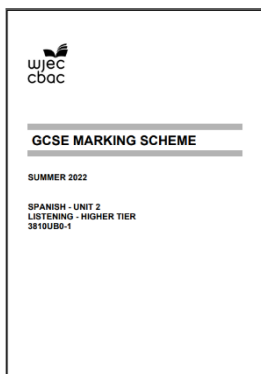 wjec
cbac
GCSE MARKING SCHEME
SUMMER 2022
SPANISH - UNIT 2
LISTENING - HIGHER TIER
3810UB0-1